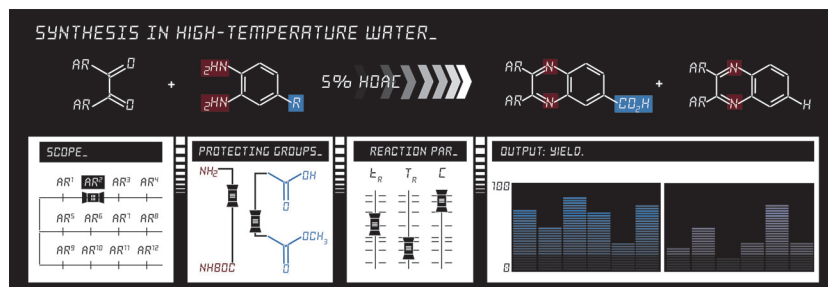 SYNTHESIS IN HIGH-TEMPERATURE WATER_
AR O
AR O
+
₂HN
₂HN
R
5% HOAC
AR N
AR N
CO₂H
+
AR N
AR N
H
SCOPE_
AR¹ AR² AR³ AR⁴
AR⁵ AR⁶ AR⁷ AR⁸
AR⁹ AR¹⁰ AR¹¹ AR¹²
PROTECTING GROUPS_
NH₂
OH
O
OCH₃
O
NHBOC
REACTION PAR_
t_R T_R C
OUTPUT: YIELD.
100
0